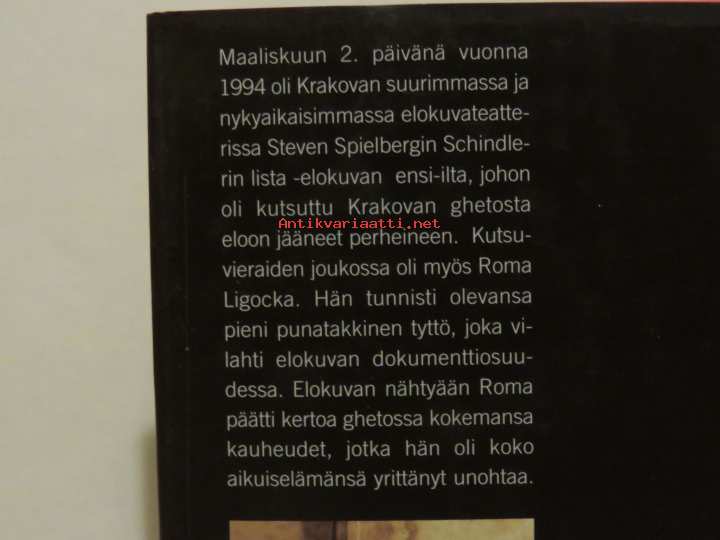 Maaliskuun 2. päivänä vuonna
1994 oli Krakovan suurimmassa ja
nykyaikaisimmassa elokuvateatte-
rissa Steven Spielbergin Schindle-
rin lista -elokuvan ensi-ilta, johon
oli kutsuttu Krakovan ghetosta
Antikvariaatti.net
eloon jääneet perheineen. Kutsu-
vieraiden joukossa oli myös Roma
Ligocka. Hän tunnisti olevansa
pieni punatakkinen tyttö, joka vi-
lahti elokuvan dokumenttiosuu-
dessa. Elokuvan nähtyään Roma
päätti kertoa ghetossa kokemansa
kauheudet, jotka hän oli koko
aikuiselämänsä yrittänyt unohtaa.